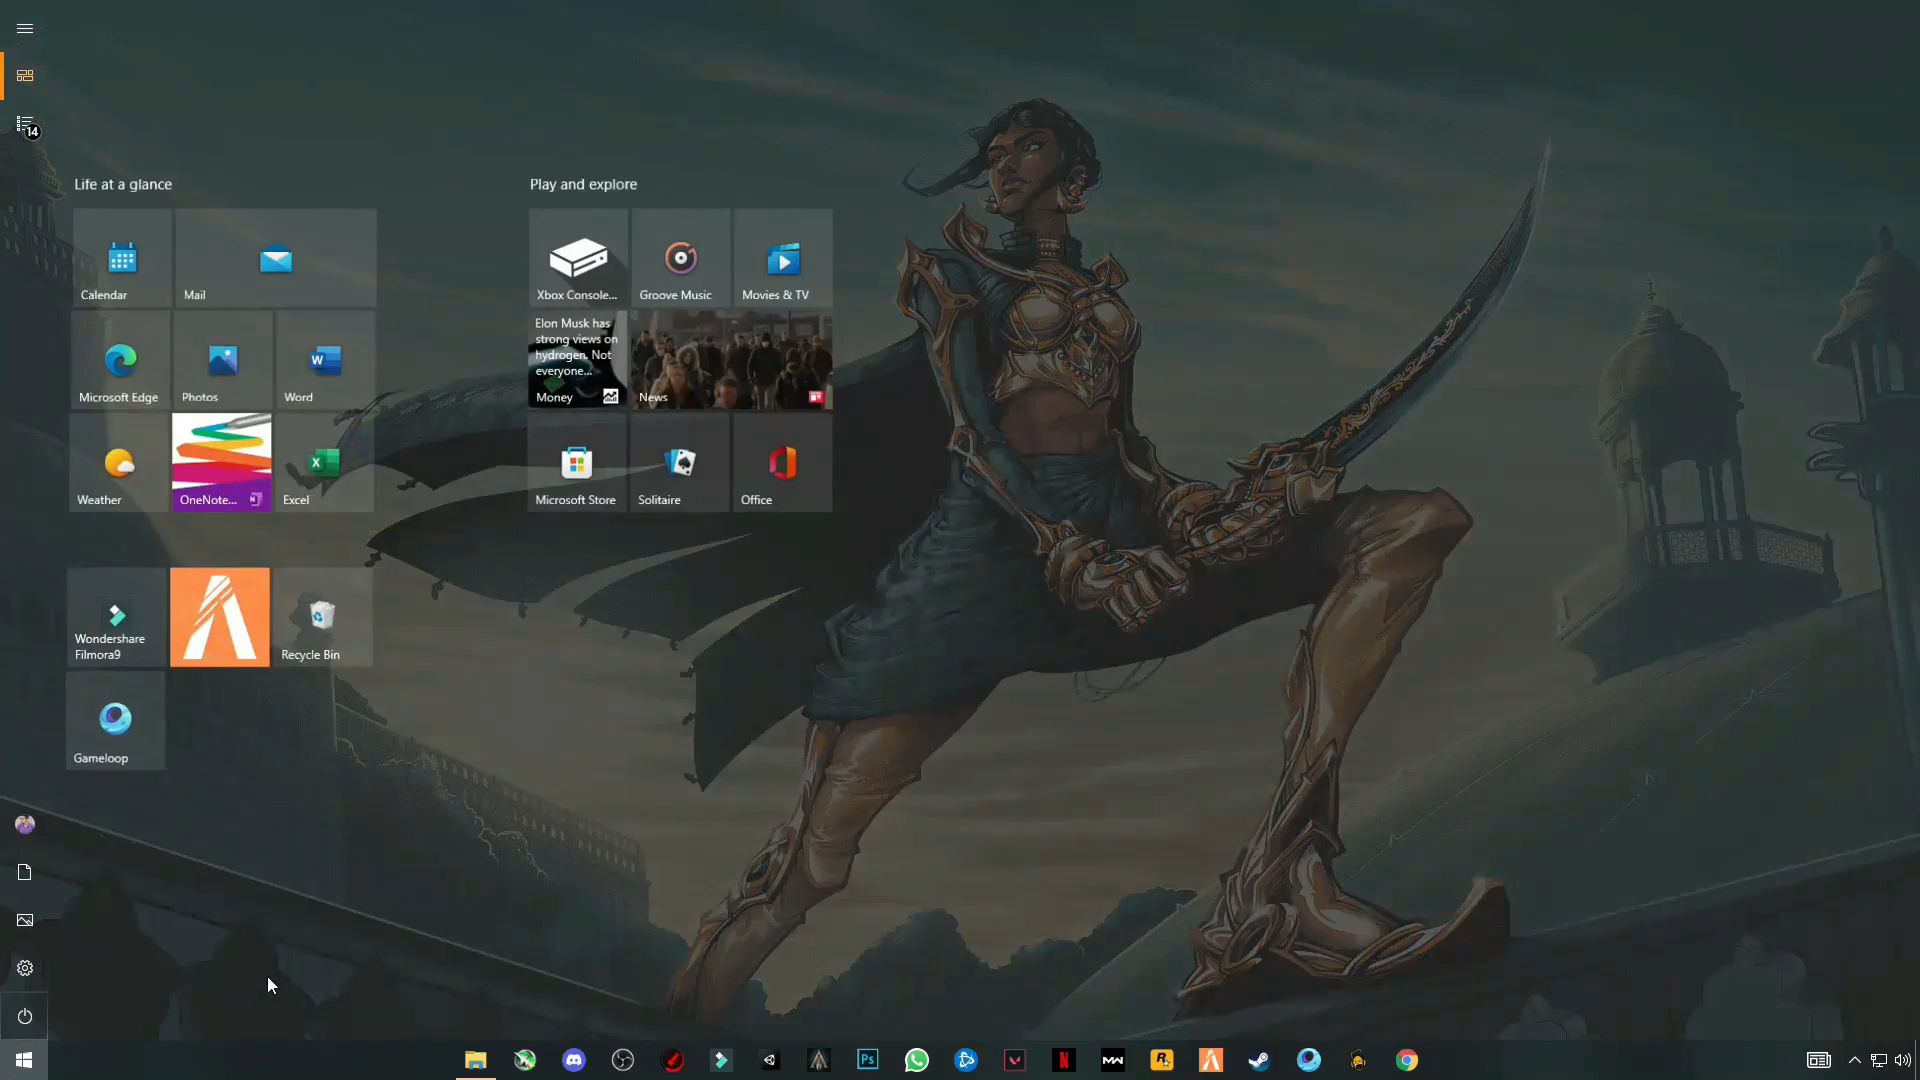 14
Life at a glance
Play and explore
Calendar
Mail
Xbox Console...
Groove Music
Movies & TV
Microsoft Edge
Photos
W
Word
Elon Musk has
strong views on
hydrogen. Not
everyone...
Money
News
Weather
OneNote...
N
X
Excel
Microsoft Store
Solitaire
Office
Wondershare
Filmora9
Recycle Bin
Gameloop
Ps
N
MW
R